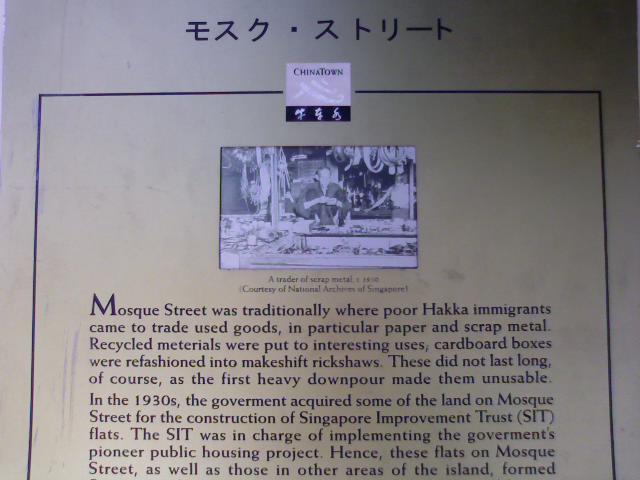 モスク・ストリート
CHINATOWN
牛车水
A trader of scrap metal, c 1910
(Courtesy of National Archives of Singapore)
Mosque Street was traditionally where poor Hakka immigrants
came to trade used goods, in particular paper and scrap metal.
Recycled meterials were put to interesting uses, cardboard boxes
were refashioned into makeshift rickshaws. These did not last long,
of course, as the first heavy downpour made them unusable.
In the 1930s, the goverment acquired some of the land on Mosque
Street for the construction of Singapore Improvement Trust (SIT)
flats. The SIT was in charge of implementing the goverment's
pioneer public housing project. Hence, these flats on Mosque
Street, as well as those in other areas of the island, formed